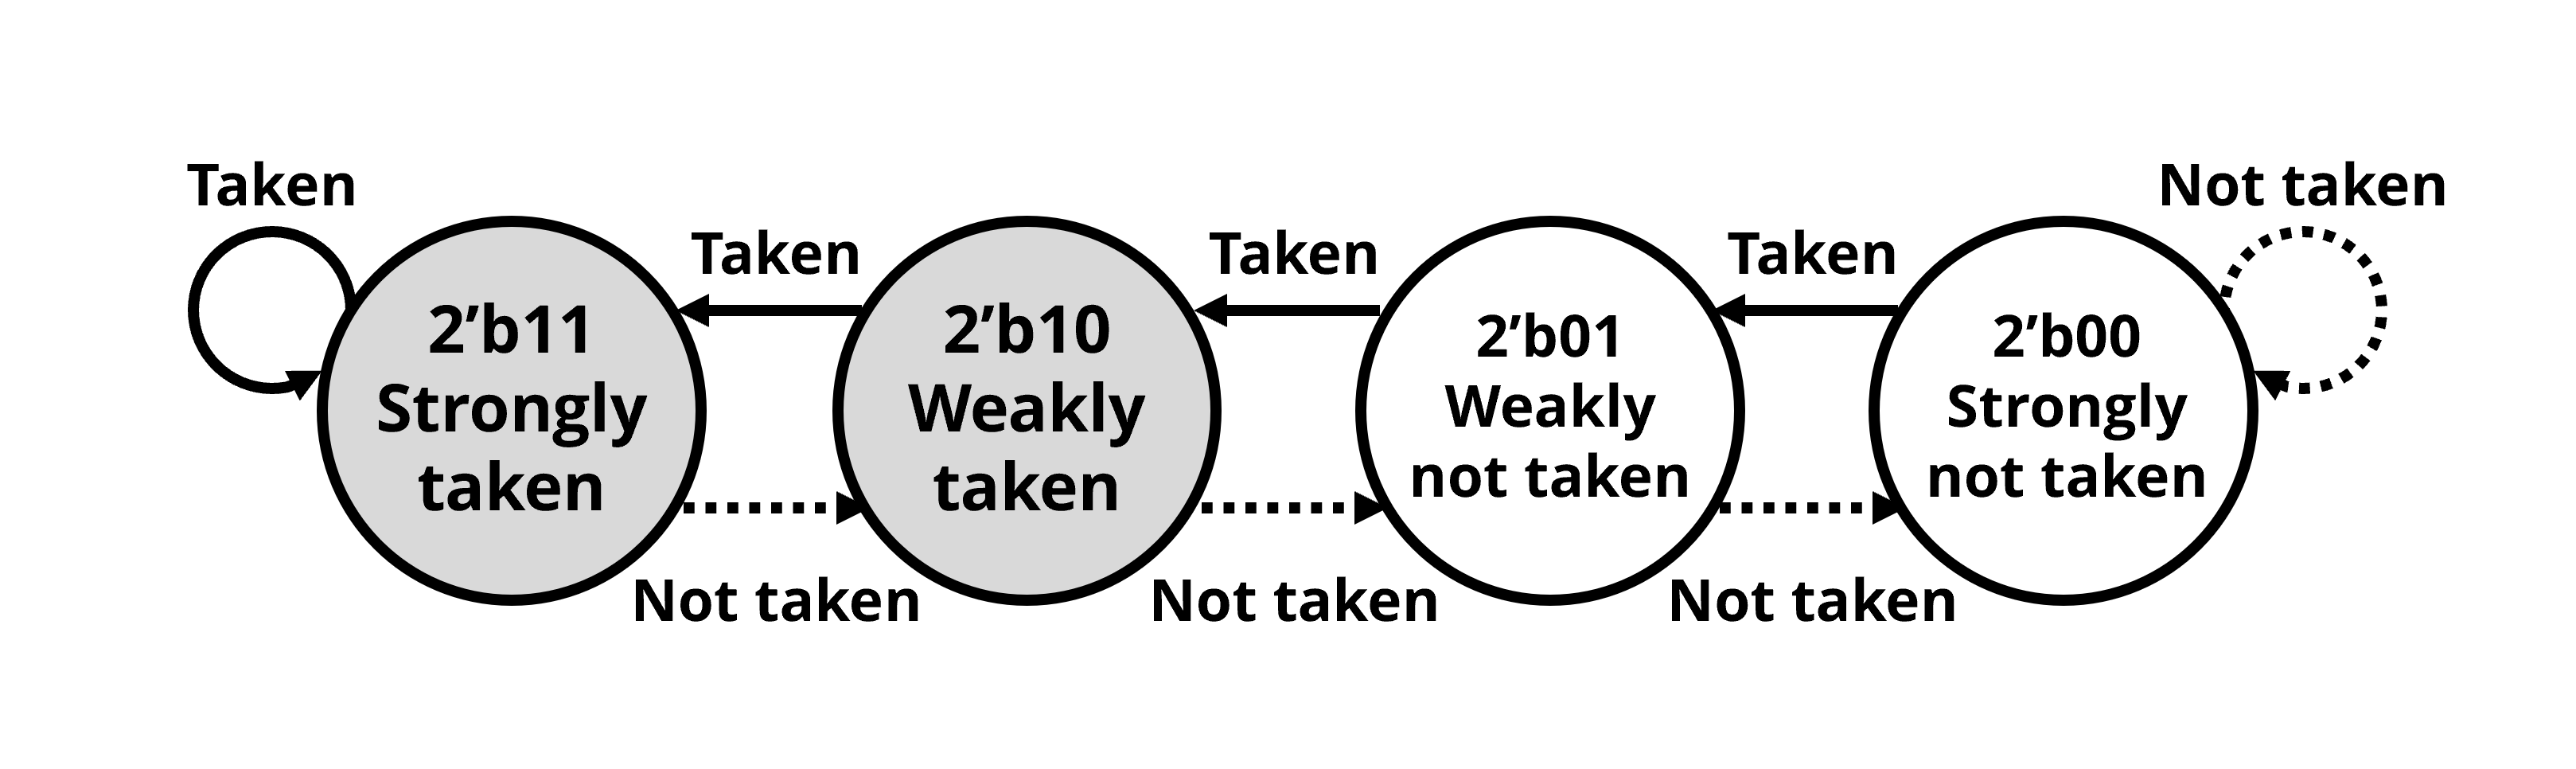 Taken
Not taken
Taken
Taken
Taken
2’b11
Strongly
taken
2’b10
Weakly
taken
2’b01
Weakly
not taken
2’b00
Strongly
not taken
Not taken
Not taken
Not taken